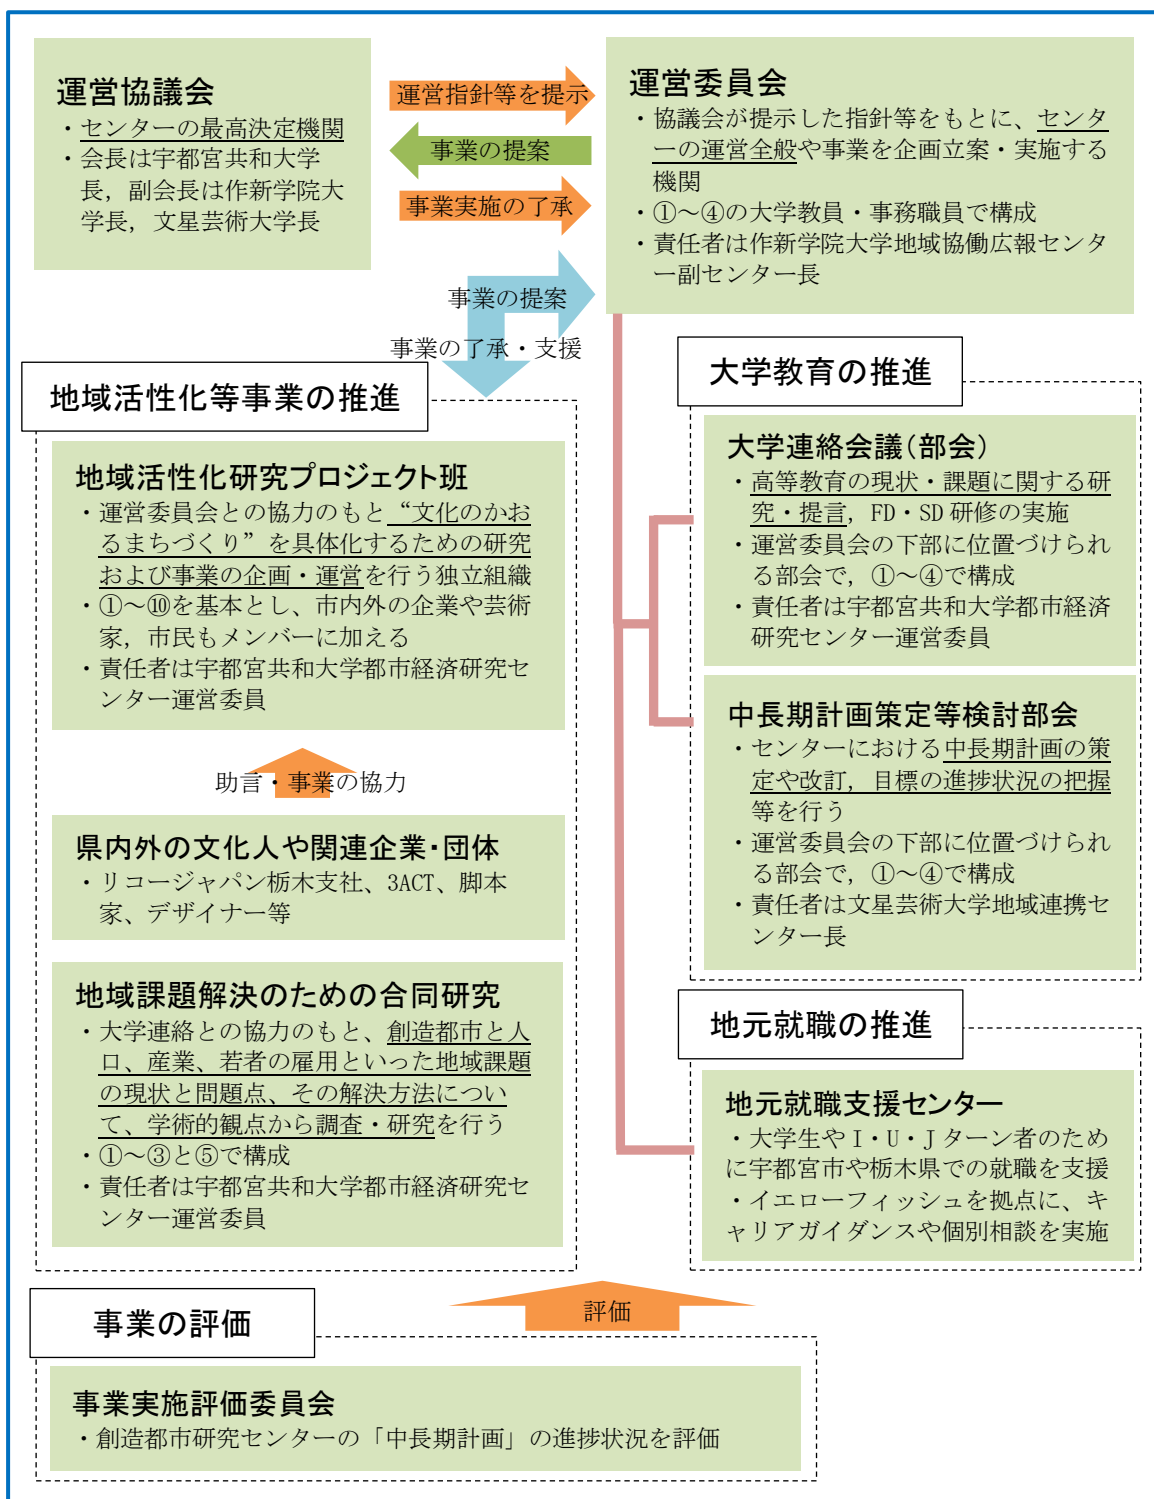 運営協議会
・センターの最高決定機関
・会長は宇都宮共和大学
長，副会長は作新学院大
学長，文星芸術大学長
運営指針等を提示
事業の提案
事業実施の了承
運営委員会
・協議会が提示した指針等をもとに、センタ
ーの運営全般や事業を企画立案・実施する
機関
・①～④の大学教員・事務職員で構成
・責任者は作新学院大学地域協働広報センタ
ー副センター長
事業の提案
事業の了承・支援
地域活性化等事業の推進
地域活性化研究プロジェクト班
・運営委員会との協力のもと“文化のかお
るまちづくり”を具体化するための研究
および事業の企画・運営を行う独立組織
・①～⑩を基本とし、市内外の企業や芸術
家，市民もメンバーに加える
・責任者は宇都宮共和大学都市経済研究セ
ンター運営委員
助言・事業の協力
県内外の文化人や関連企業・団体
・リコージャパン栃木支社、3ACT、脚本
家、デザイナー等
地域課題解決のための合同研究
・大学連絡との協力のもと、創造都市と人
口、産業、若者の雇用といった地域課題
の現状と問題点、その解決方法につい
て、学術的観点から調査・研究を行う
・①～③と⑤で構成
・責任者は宇都宮共和大学都市経済研究セ
ンター運営委員
大学教育の推進
大学連絡会議（部会）
・高等教育の現状・課題に関する研
究・提言，FD・SD 研修の実施
・運営委員会の下部に位置づけられ
る部会で，①～④で構成
・責任者は宇都宮共和大学都市経済
研究センター運営委員
中長期計画策定等検討部会
・センターにおける中長期計画の策
定や改訂，目標の進捗状況の把握
等を行う
・運営委員会の下部に位置づけられ
る部会で，①～④で構成
・責任者は文星芸術大学地域連携セ
ンター長
地元就職の推進
地元就職支援センター
・大学生やＩ・Ｕ・Ｊターン者のため
に宇都宮市や栃木県での就職を支援
・イエローフィッシュを拠点に、キ
ャリアガイダンスや個別相談を実施
評価
事業の評価
事業実施評価委員会
・創造都市研究センターの「中長期計画」の進捗状況を評価